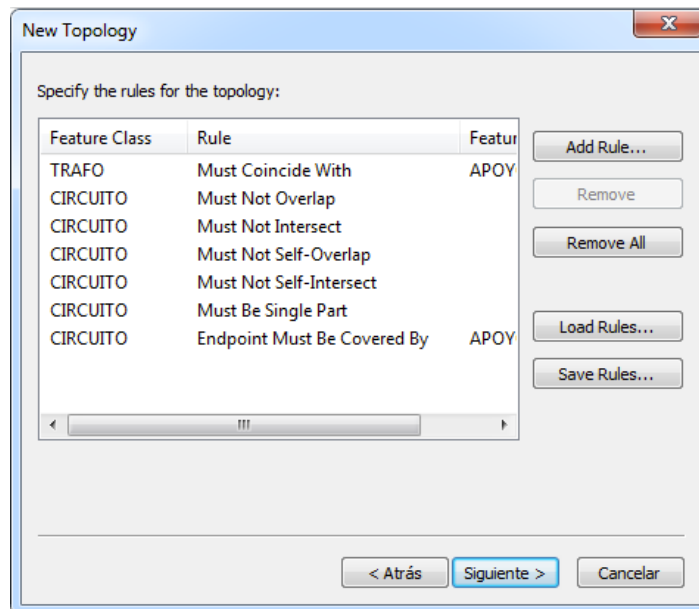 New Topology
Specify the rules for the topology:
Feature Class Rule Featur
TRAFO Must Coincide With APOY
CIRCUITO Must Not Overlap
CIRCUITO Must Not Intersect
CIRCUITO Must Not Self-Overlap
CIRCUITO Must Not Self-Intersect
CIRCUITO Must Be Single Part
CIRCUITO Endpoint Must Be Covered By APOY
Add Rule...
Remove
Remove All
Load Rules...
Save Rules...
< Atrás Siguiente > Cancelar